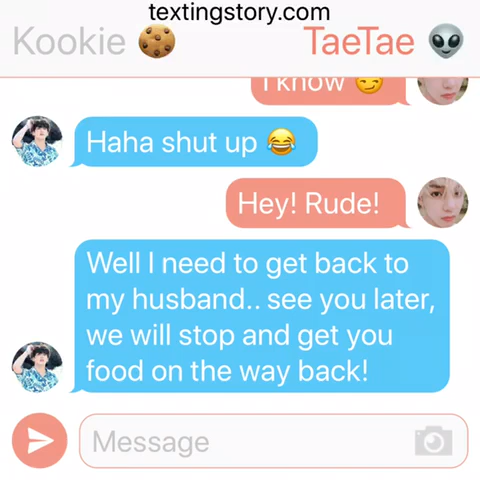 textingstory.com
Kookie 🍪 TaeTae 👽
I know 😏
Haha shut up 😂
Hey! Rude!
Well I need to get back to
my husband.. see you later,
we will stop and get you
food on the way back!
Message